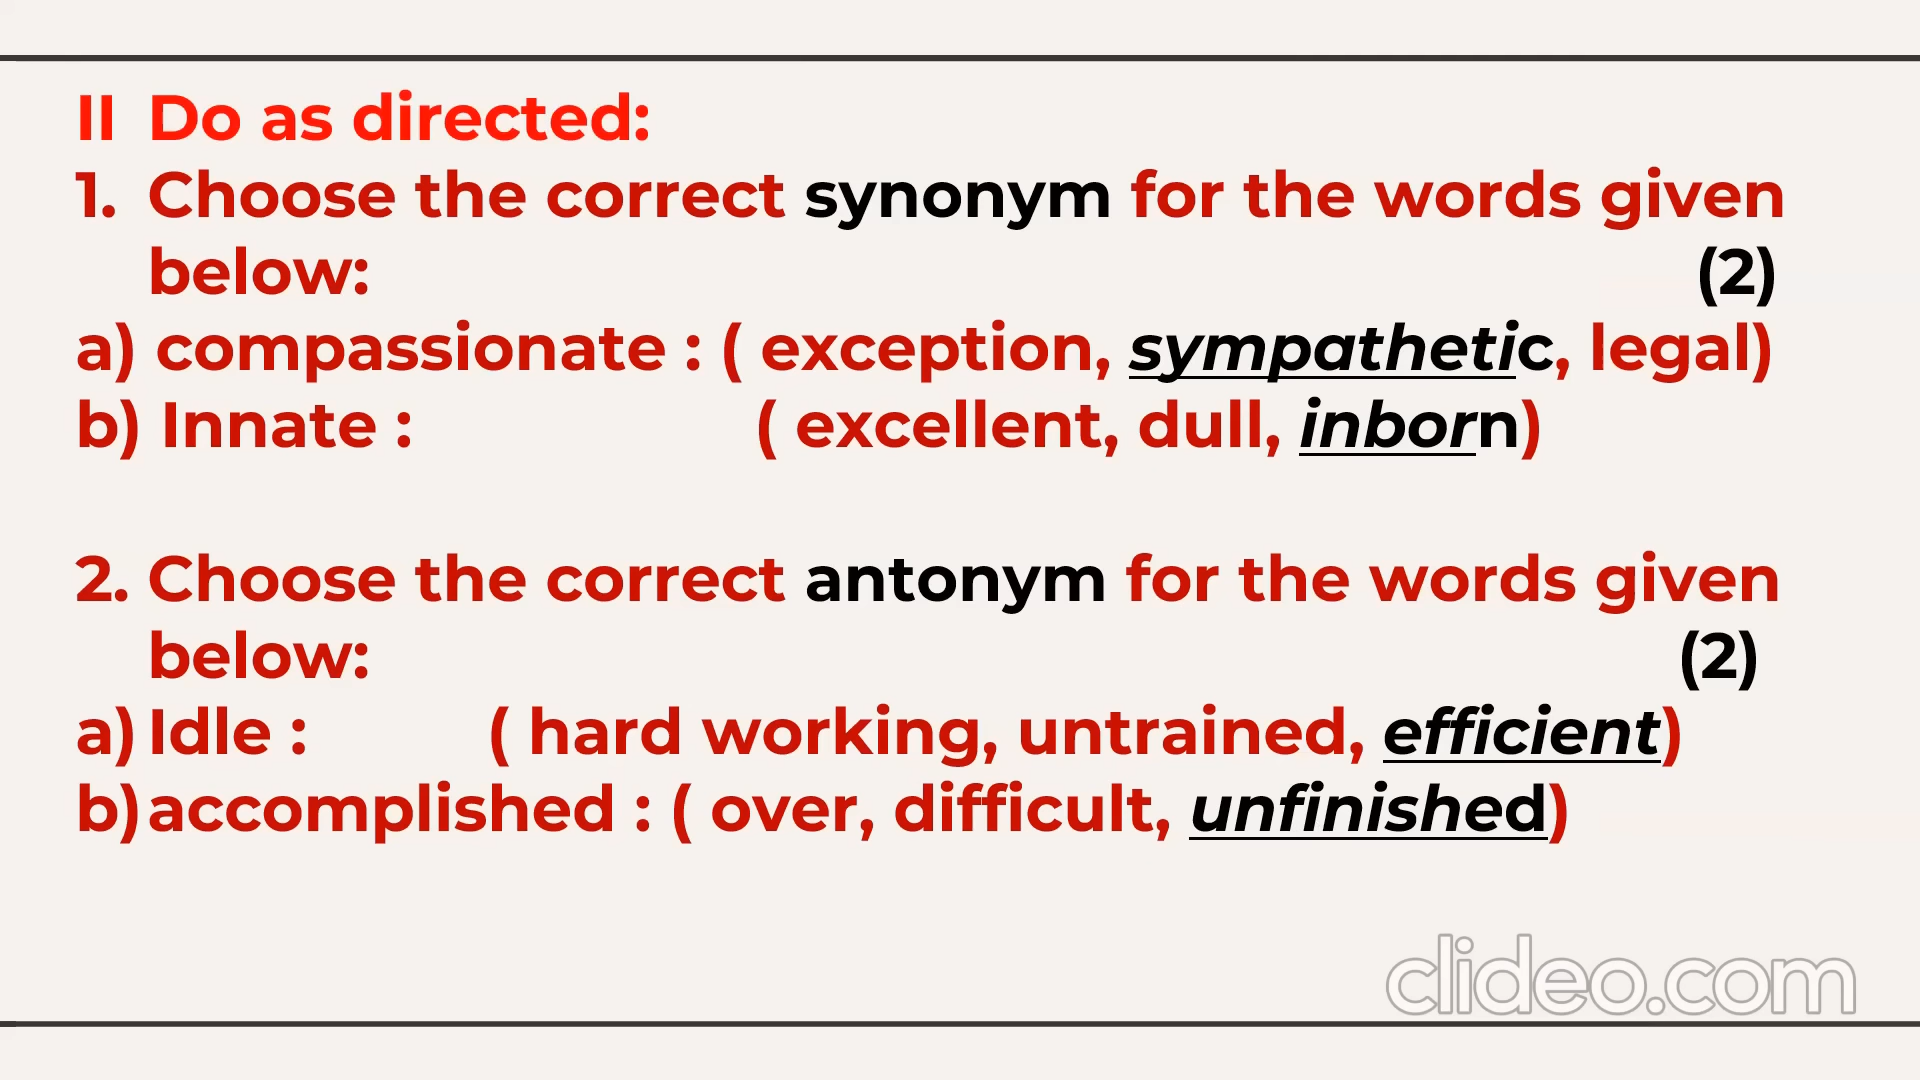 II Do as directed:
1. Choose the correct synonym for the words given
below: (2)
a) compassionate : ( exception, sympathetic, legal)
b) Innate : ( excellent, dull, inborn)
2. Choose the correct antonym for the words given
below: (2)
a) Idle : ( hard working, untrained, efficient)
b) accomplished : ( over, difficult, unfinished)
clideo.com